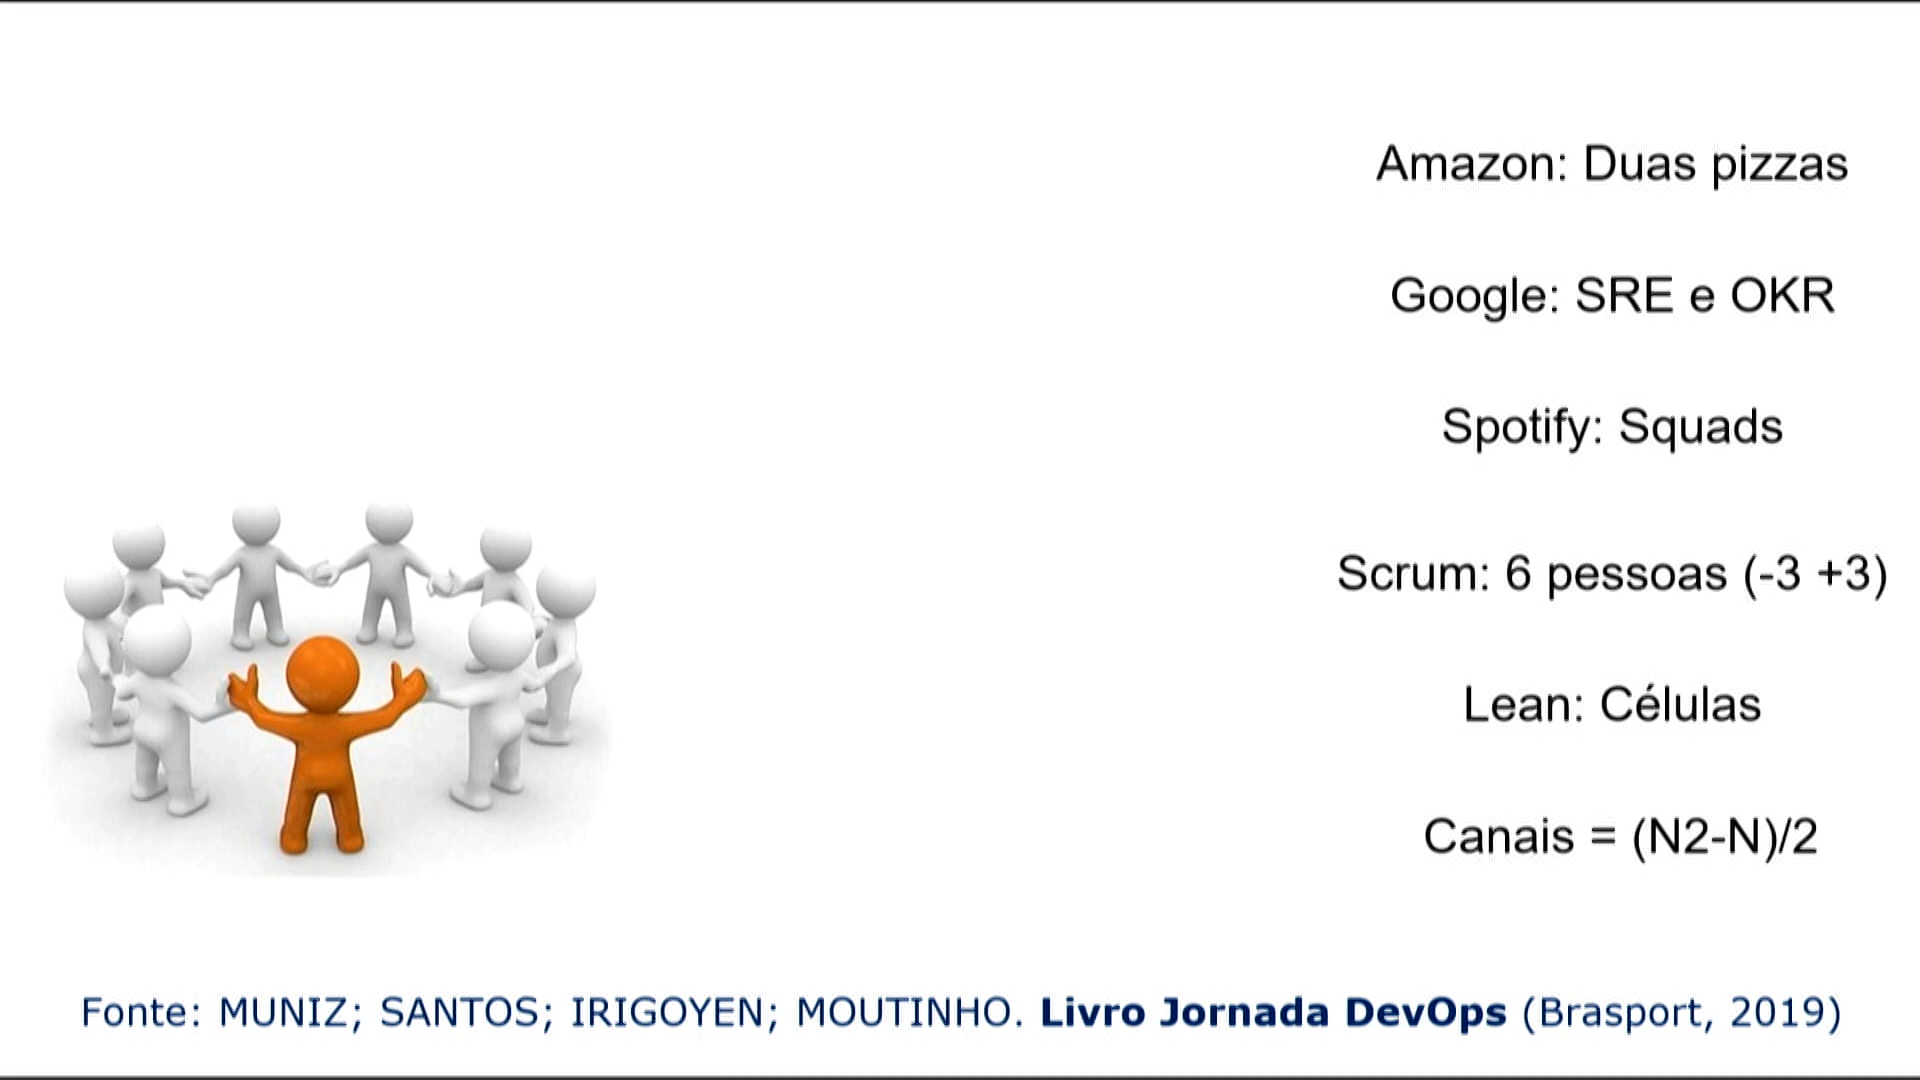 Amazon: Duas pizzas
Google: SRE e OKR
Spotify: Squads
Scrum: 6 pessoas (-3 +3)
Lean: Células
Canais = (N2-N)/2
Fonte: MUNIZ; SANTOS; IRIGOYEN; MOUTINHO. Livro Jornada DevOps (Brasport, 2019)